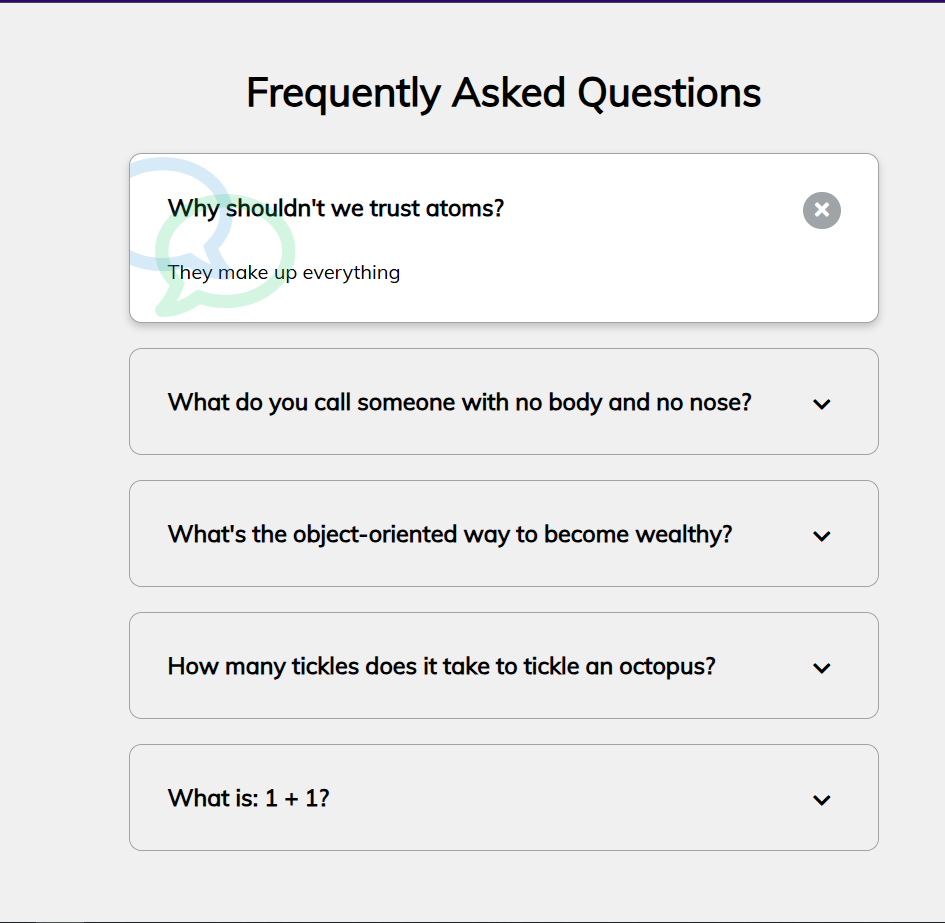 Frequently Asked Questions
Why shouldn't we trust atoms?
They make up everything
What do you call someone with no body and no nose?
What's the object-oriented way to become wealthy?
How many tickles does it take to tickle an octopus?
What is: 1 + 1?